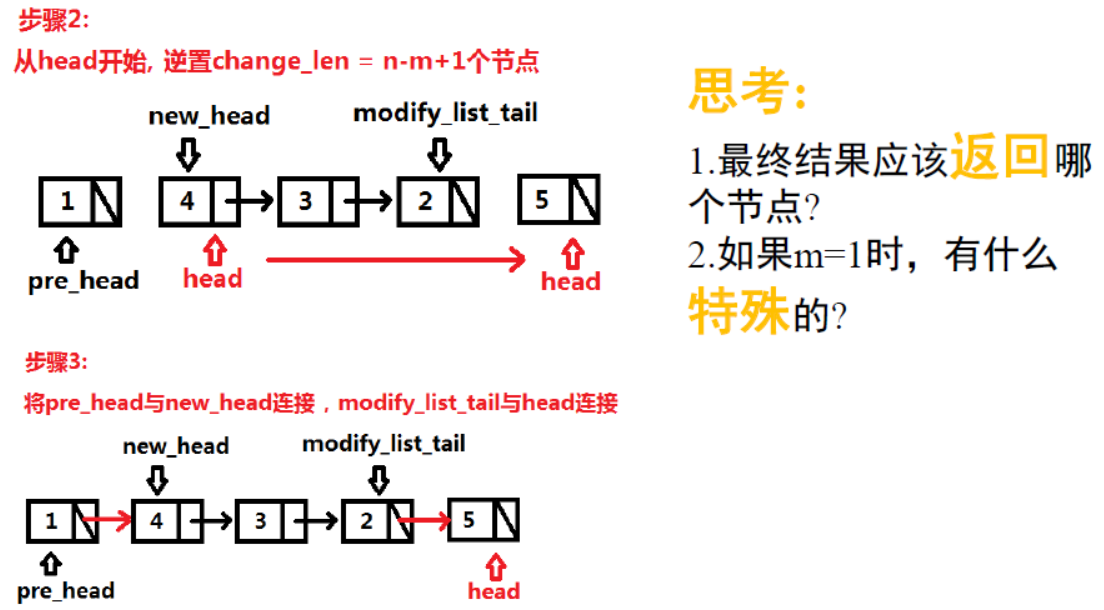 步骤2:
从head开始, 逆置change_len = n-m+1个节点
new_head
modify_list_tail
1
4
3
2
5
pre_head
head
head
步骤3:
将pre_head与new_head连接，modify_list_tail与head连接
new_head
modify_list_tail
1
4
3
2
5
pre_head
head
思考:
1.最终结果应该返回哪
个节点?
2.如果m=1时，有什么
特殊的?